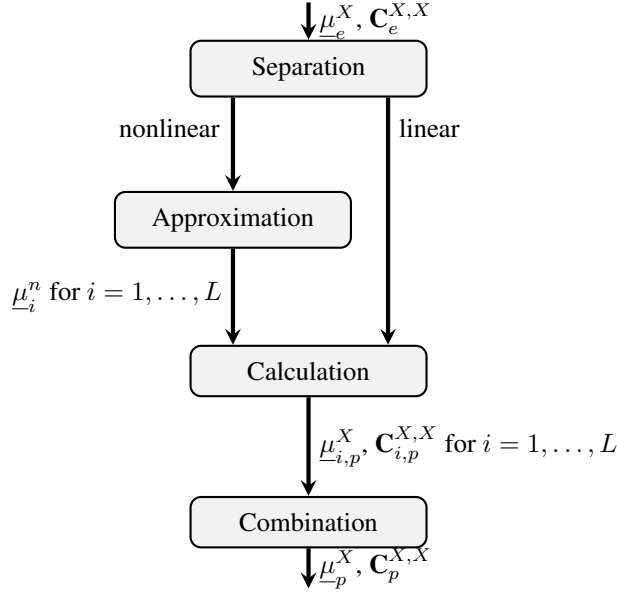 μ_e^X, C_e^{X,X}
Separation
nonlinear linear
Approximation
μ_i^n for i = 1, . . . , L
Calculation
μ_{i,p}^X, C_{i,p}^{X,X} for i = 1, . . . , L
Combination
μ_p^X, C_p^{X,X}